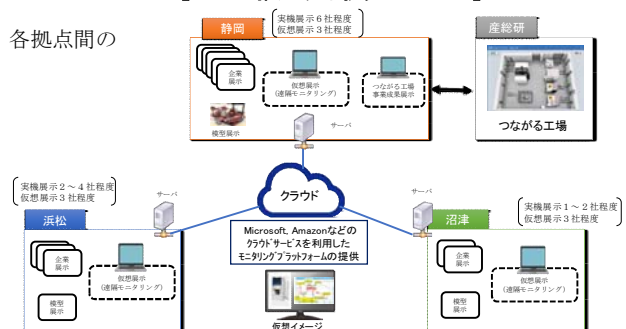 各拠点間の
静岡
実機展示6社程度
仮想展示3社程度
産総研
企業
展示
仮想展示
(遠隔モニタリング)
つながる工場
事業成果展示
模型展示
つながる工場
サーバ
実機展示2～4社程度
仮想展示3社程度
サーバ
クラウド
サーバ
実機展示1～2社程度
仮想展示3社程度
浜松
沼津
Microsoft, Amazonなどの
クラウドサービスを利用した
モニタリングプラットフォームの提供
企業
展示
仮想展示
(遠隔モニタリング)
模型
展示
企業
展示
仮想展示
(遠隔モニタリング)
模型
展示
仮想イメージ